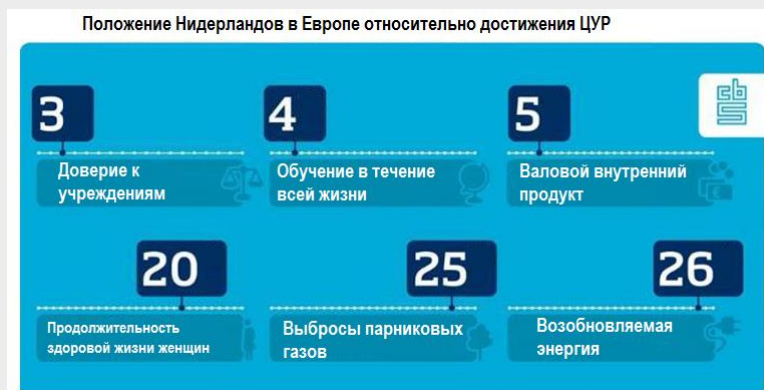 Положение Нидерландов в Европе относительно достижения ЦУР
cbs
3
Доверие к
учреждениям
4
Обучение в течение
всей жизни
5
Валовой внутренний
продукт
20
Продолжительность
здоровой жизни женщин
25
Выбросы парниковых
газов
26
Возобновляемая
энергия